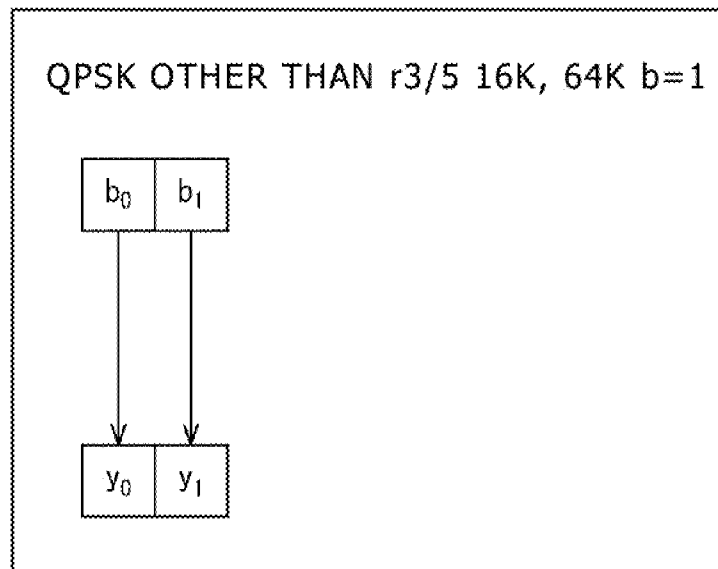 QPSK OTHER THAN r3/5 16K, 64K b=1
b₀ b₁
y₀ y₁